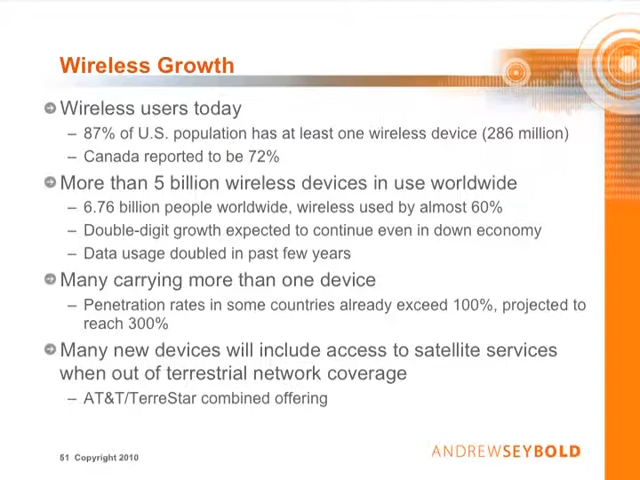 Wireless Growth
Wireless users today
– 87% of U.S. population has at least one wireless device (286 million)
– Canada reported to be 72%
More than 5 billion wireless devices in use worldwide
– 6.76 billion people worldwide, wireless used by almost 60%
– Double-digit growth expected to continue even in down economy
– Data usage doubled in past few years
Many carrying more than one device
– Penetration rates in some countries already exceed 100%, projected to
reach 300%
Many new devices will include access to satellite services
when out of terrestrial network coverage
– AT&T/TerreStar combined offering
51 Copyright 2010
ANDREWSEYBOLD